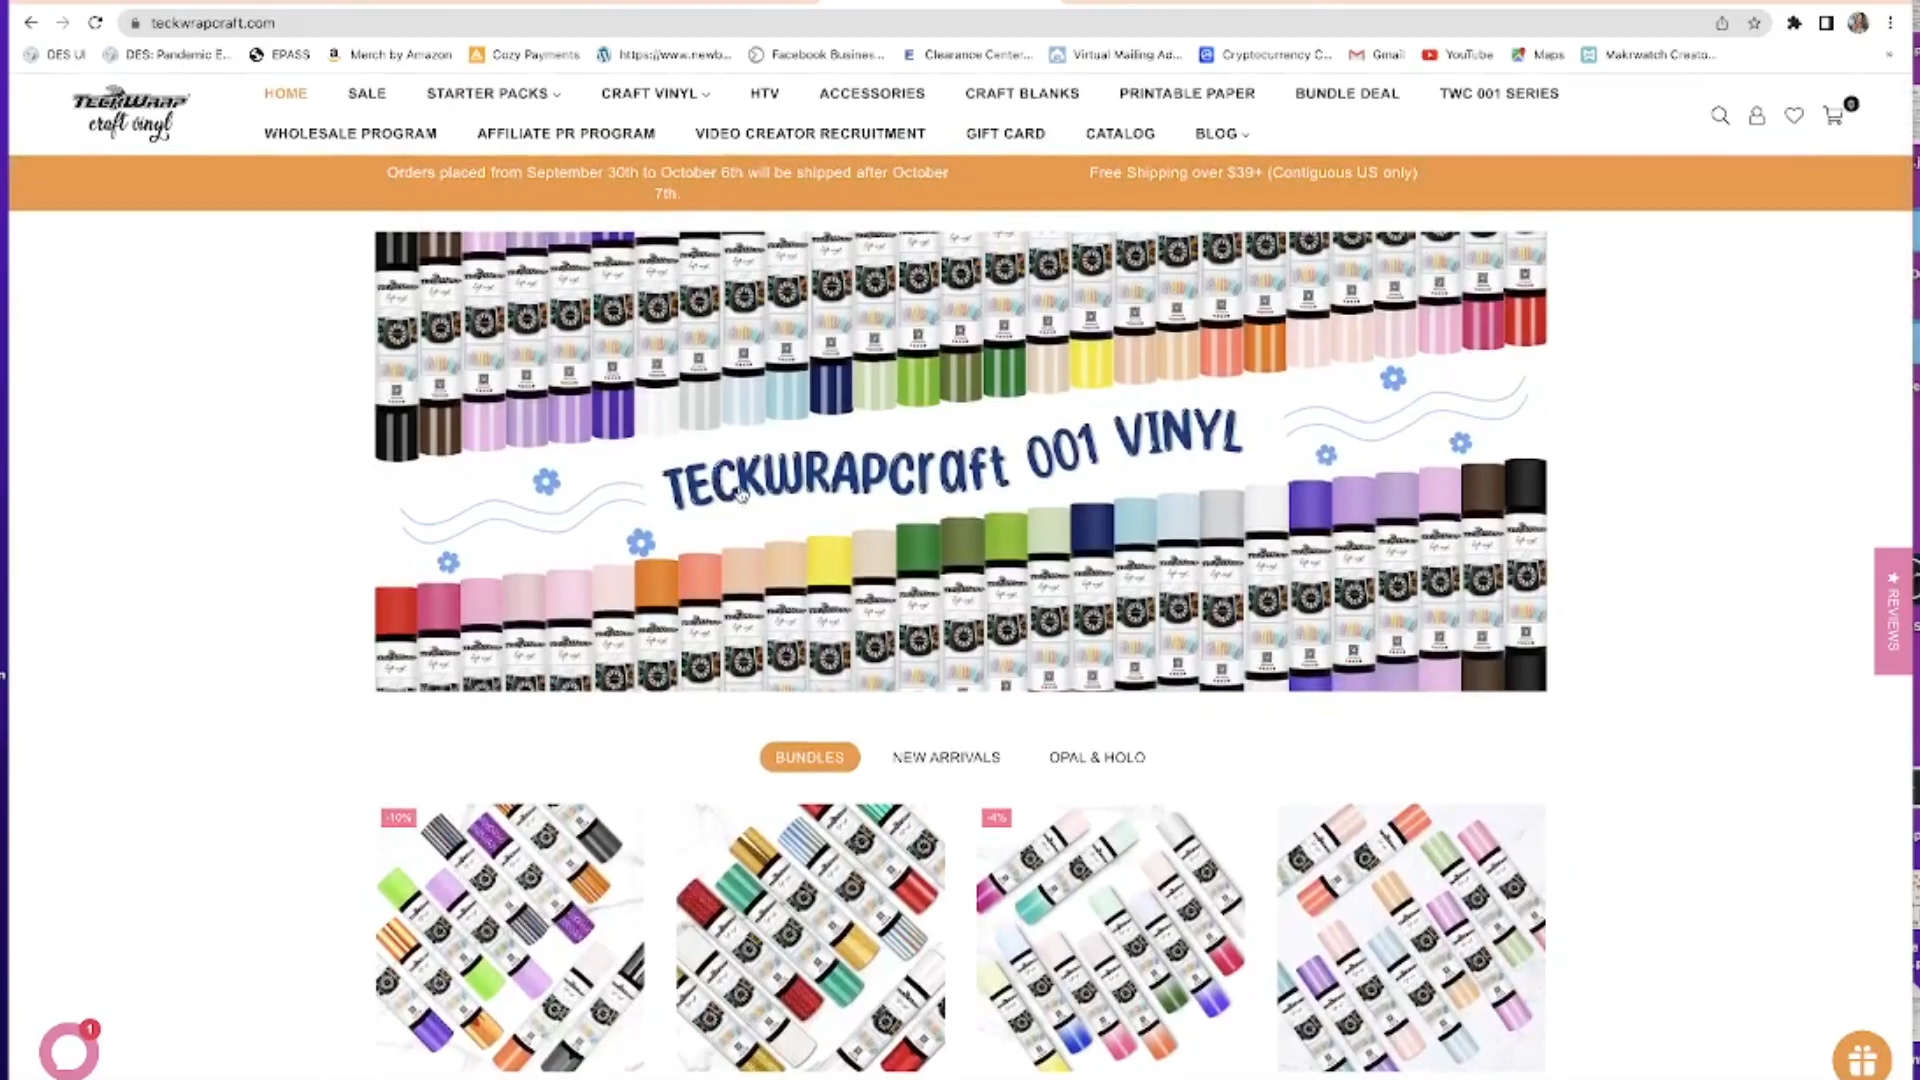 teckwrapcraft.com
DES UI
DES: Pandemic E...
EPASS
Merch by Amazon
Cozy Payments
https://www.newb...
Facebook Busines...
Clearance Center...
Virtual Mailing Ad...
Cryptocurrency C...
Gmail
YouTube
Maps
Makrwatch Creato...
»
TECKWRAP
craft vinyl
HOME
SALE
STARTER PACKS
CRAFT VINYL
HTV
ACCESSORIES
CRAFT BLANKS
PRINTABLE PAPER
BUNDLE DEAL
TWC 001 SERIES
WHOLESALE PROGRAM
AFFILIATE PR PROGRAM
VIDEO CREATOR RECRUITMENT
GIFT CARD
CATALOG
BLOG
0
Orders placed from September 30th to October 6th will be shipped after October
7th.
Free Shipping over $39+ (Contiguous US only)
TECKWRAPcraft 001 VINYL
★ REVIEWS
BUNDLES
NEW ARRIVALS
OPAL & HOLO
-10%
-4%
1